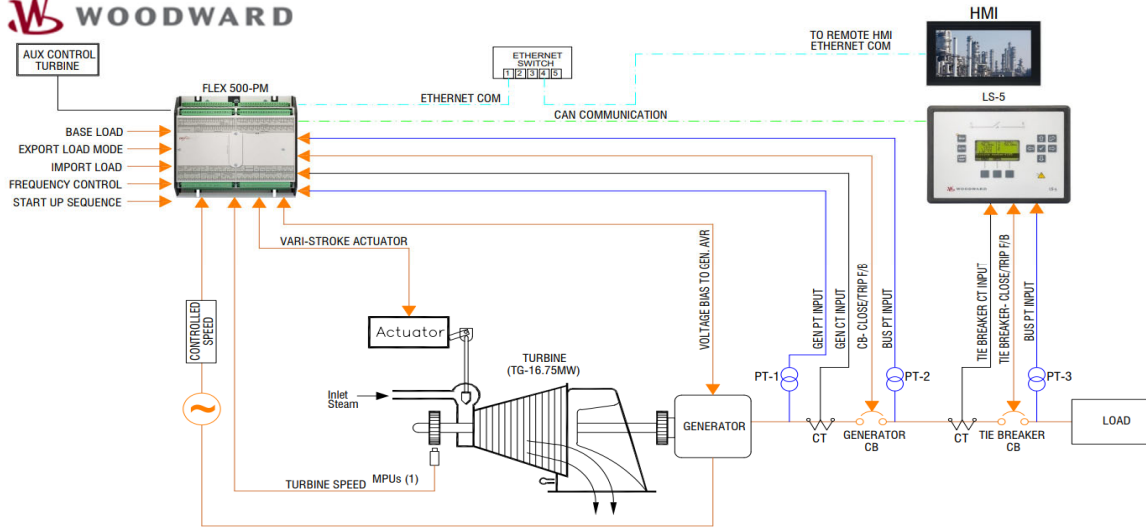 WOODWARD
HMI
AUX CONTROL
TURBINE
ETHERNET
SWITCH
1 2 3 4 5
TO REMOTE HMI
ETHERNET COM
FLEX 500-PM
ETHERNET COM
LS-5
CAN COMMUNICATION
BASE LOAD
EXPORT LOAD MODE
IMPORT LOAD
FREQUENCY CONTROL
START UP SEQUENCE
WOODWARD
VARI-STROKE ACTUATOR
CONTROLLED
SPEED
VOLTAGE BIAS TO GEN. AVR
GEN PT INPUT
GEN CT INPUT
CB- CLOSE/TRIP F/B
BUS PT INPUT
TIE BREAKER CT INPUT
TIE BREAKER- CLOSE/TRIP F/B
BUS PT INPUT
Actuator
TURBINE
(TG-16.75MW)
PT-1
PT-2
PT-3
Inlet
Steam
GENERATOR
CT
GENERATOR
CB
CT
TIE BREAKER
CB
LOAD
TURBINE SPEED
MPUs (1)